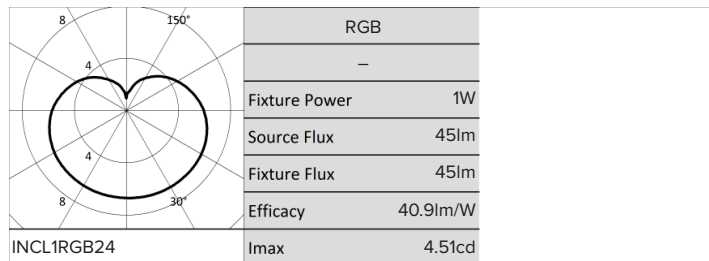 8
150°
4
4
8
30°
INCL1RGB24
RGB
–
Fixture Power 1W
Source Flux 45lm
Fixture Flux 45lm
Efficacy 40.9lm/W
Imax 4.51cd